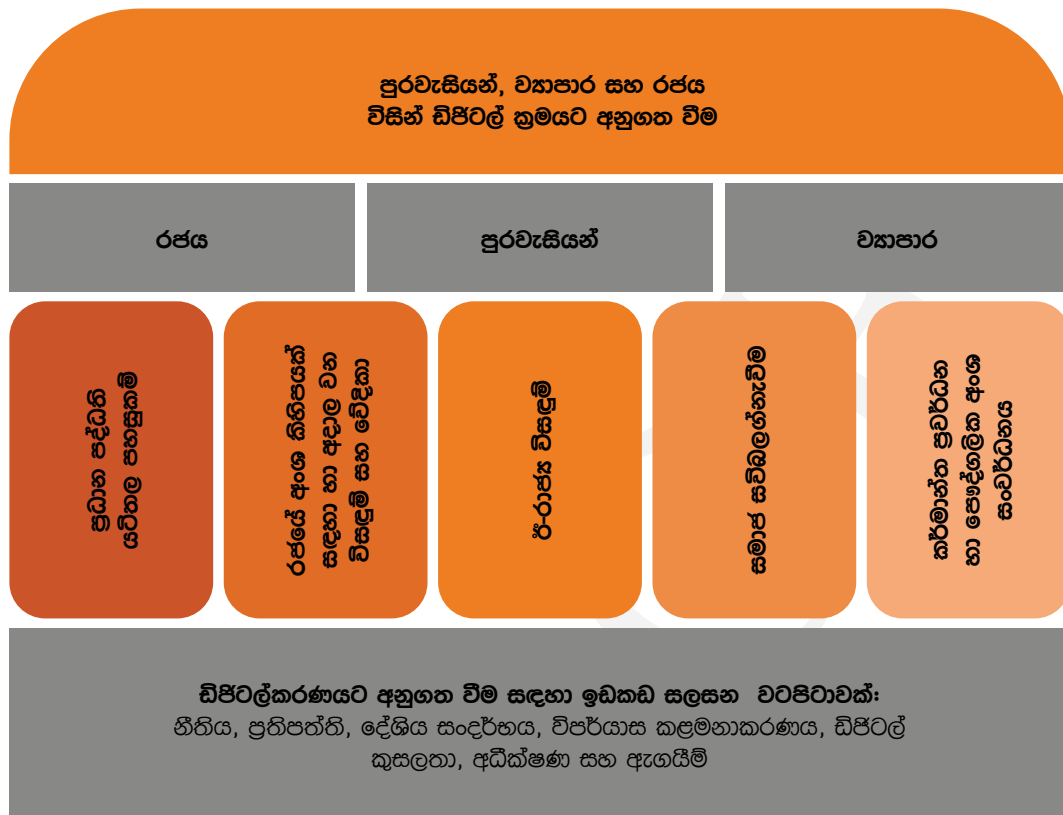 පුරවැසියන්, ව්‍යාපාර සහ රජය
විසින් ඩිජිටල් ක්‍රමයට අනුගත වීම
රජය
පුරවැසියන්
ව්‍යාපාර
ප්‍රධාන පද්ධති
යටිතල පහසුකම්
රජයේ අංශ කිහිපයක්
සඳහා හා අදාල වන
විසඳුම් සහ වේදිකා
ඊ-රාජ්‍ය විසඳුම්
සමාජ සවිබලගැන්වීම
කර්මාන්ත ප්‍රවර්ධන
හා පෞද්ගලික අංශ
සංවර්ධනය
ඩිජිටල්කරණයට අනුගත වීම සඳහා ඉඩකඩ සලසන වටපිටාවක්:
නීතිය, ප්‍රතිපත්ති, දේශීය සංදර්භය, විපර්යාස කළමනාකරණය, ඩිජිටල්
කුසලතා, අධීක්ෂණ සහ ඇගයීම්